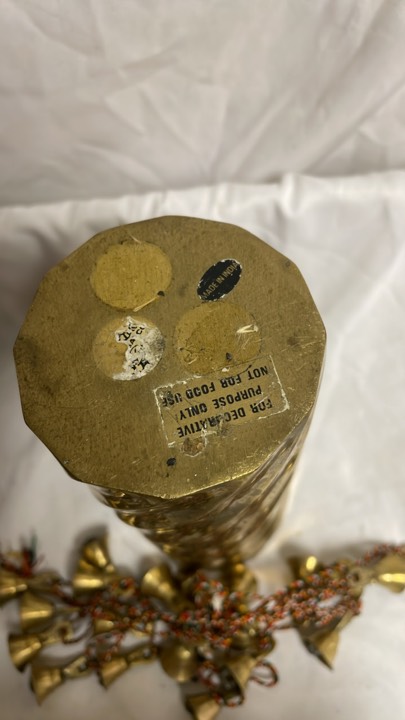 MADE IN INDIA
FOR DECORATIVE
PURPOSE ONLY
NOT FOR FOOD USE